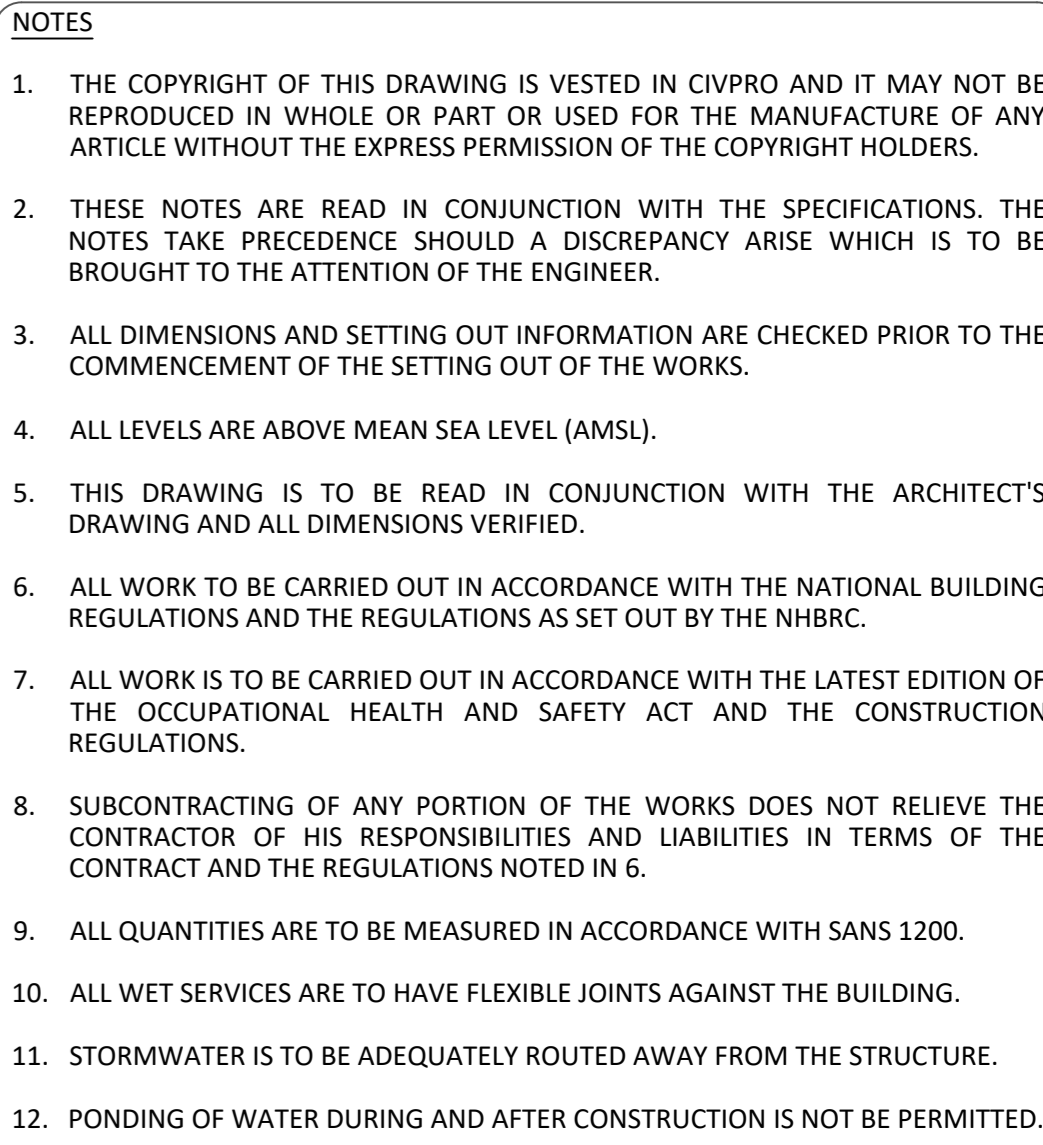 NOTES
1. THE COPYRIGHT OF THIS DRAWING IS VESTED IN CIVPRO AND IT MAY NOT BE
REPRODUCED IN WHOLE OR PART OR USED FOR THE MANUFACTURE OF ANY
ARTICLE WITHOUT THE EXPRESS PERMISSION OF THE COPYRIGHT HOLDERS.
2. THESE NOTES ARE READ IN CONJUNCTION WITH THE SPECIFICATIONS. THE
NOTES TAKE PRECEDENCE SHOULD A DISCREPANCY ARISE WHICH IS TO BE
BROUGHT TO THE ATTENTION OF THE ENGINEER.
3. ALL DIMENSIONS AND SETTING OUT INFORMATION ARE CHECKED PRIOR TO THE
COMMENCEMENT OF THE SETTING OUT OF THE WORKS.
4. ALL LEVELS ARE ABOVE MEAN SEA LEVEL (AMSL).
5. THIS DRAWING IS TO BE READ IN CONJUNCTION WITH THE ARCHITECT'S
DRAWING AND ALL DIMENSIONS VERIFIED.
6. ALL WORK TO BE CARRIED OUT IN ACCORDANCE WITH THE NATIONAL BUILDING
REGULATIONS AND THE REGULATIONS AS SET OUT BY THE NHBRC.
7. ALL WORK IS TO BE CARRIED OUT IN ACCORDANCE WITH THE LATEST EDITION OF
THE OCCUPATIONAL HEALTH AND SAFETY ACT AND THE CONSTRUCTION
REGULATIONS.
8. SUBCONTRACTING OF ANY PORTION OF THE WORKS DOES NOT RELIEVE THE
CONTRACTOR OF HIS RESPONSIBILITIES AND LIABILITIES IN TERMS OF THE
CONTRACT AND THE REGULATIONS NOTED IN 6.
9. ALL QUANTITIES ARE TO BE MEASURED IN ACCORDANCE WITH SANS 1200.
10. ALL WET SERVICES ARE TO HAVE FLEXIBLE JOINTS AGAINST THE BUILDING.
11. STORMWATER IS TO BE ADEQUATELY ROUTED AWAY FROM THE STRUCTURE.
12. PONDING OF WATER DURING AND AFTER CONSTRUCTION IS NOT BE PERMITTED.